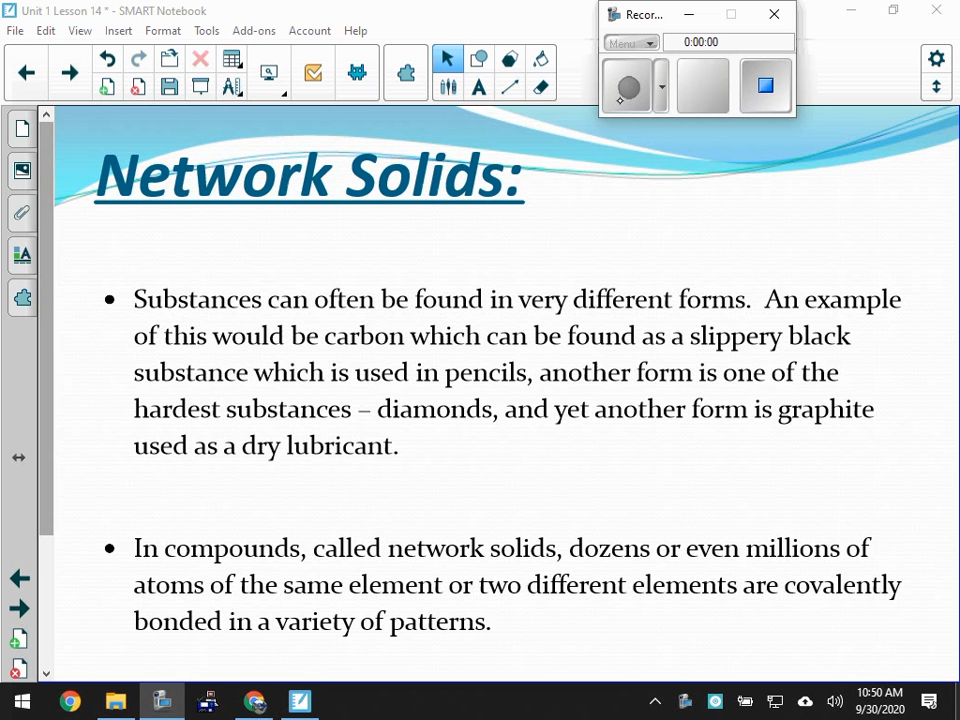 Unit 1 Lesson 14 * - SMART Notebook
Recor...
File Edit View Insert Format Tools Add-ons Account Help
Menu 0:00:00
Network Solids:
• Substances can often be found in very different forms. An example
of this would be carbon which can be found as a slippery black
substance which is used in pencils, another form is one of the
hardest substances – diamonds, and yet another form is graphite
used as a dry lubricant.
• In compounds, called network solids, dozens or even millions of
atoms of the same element or two different elements are covalently
bonded in a variety of patterns.
10:50 AM
9/30/2020